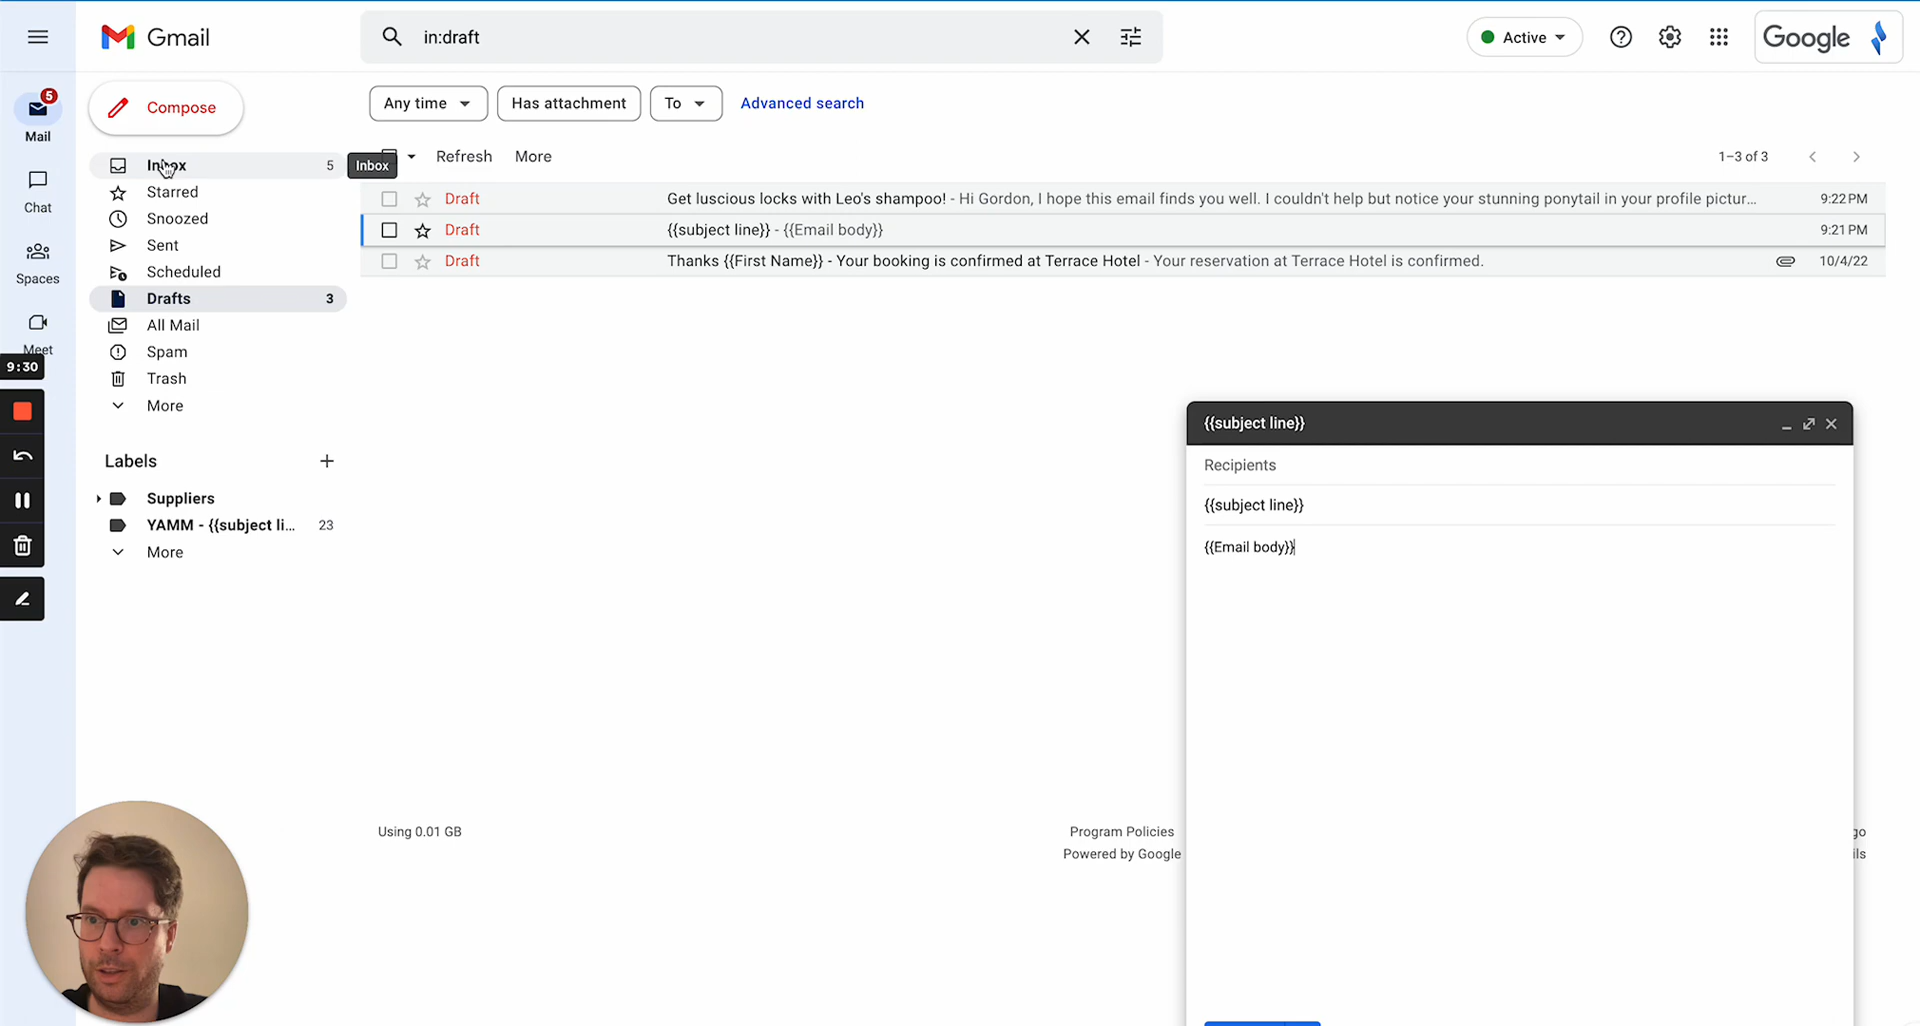 Gmail
in:draft
Active
Google
5
Mail
Chat
Spaces
Meet
9:30
Compose
Inbox 5
Inbox
Starred
Snoozed
Sent
Scheduled
Drafts 3
All Mail
Spam
Trash
More
Labels
Suppliers
YAMM - {{subject li... 23
More
Any time Has attachment To Advanced search
Refresh More 1–3 of 3
Draft Get luscious locks with Leo's shampoo! - Hi Gordon, I hope this email finds you well. I couldn't help but notice your stunning ponytail in your profile pictur... 9:22 PM
Draft {{subject line}} - {{Email body}} 9:21 PM
Draft Thanks {{First Name}} - Your booking is confirmed at Terrace Hotel - Your reservation at Terrace Hotel is confirmed. 10/4/22
{{subject line}}
Recipients
{{subject line}}
{{Email body}}
Using 0.01 GB
Program Policies
Powered by Google